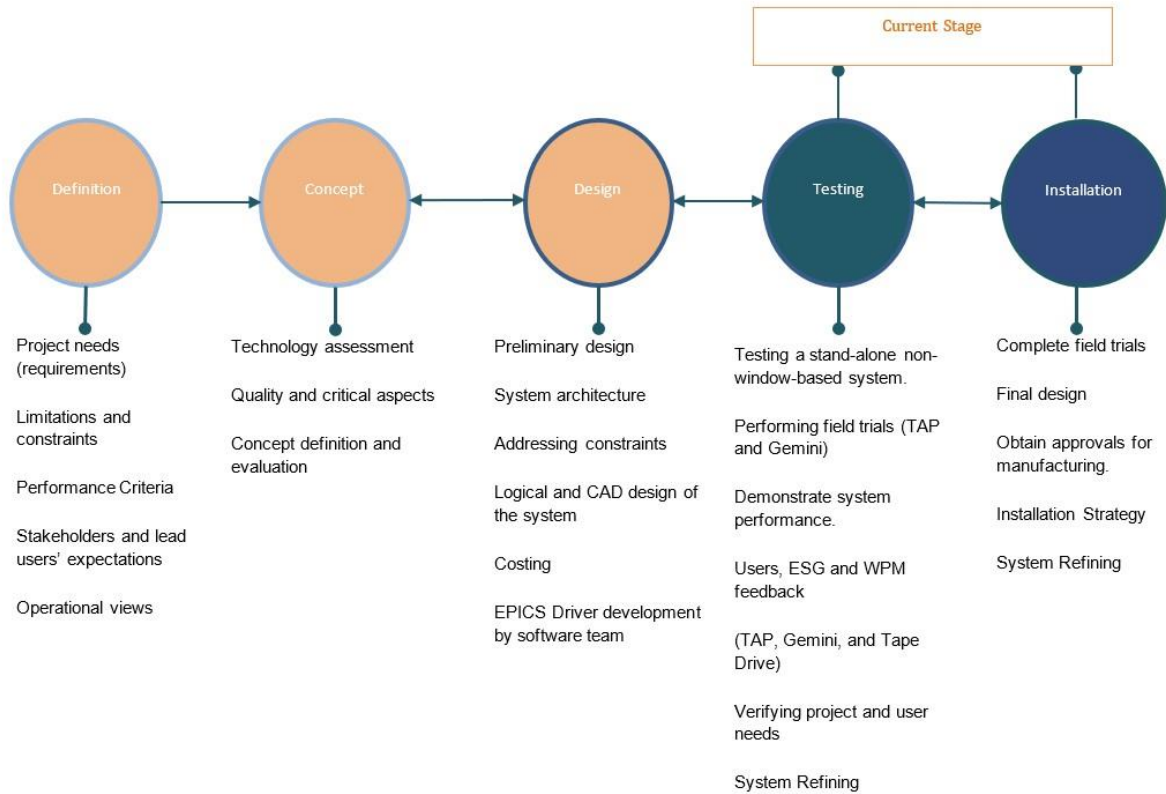 Current Stage
Definition
Concept
Design
Testing
Installation
Project needs
(requirements)
Limitations and
constraints
Performance Criteria
Stakeholders and lead
users’ expectations
Operational views
Technology assessment
Quality and critical aspects
Concept definition and
evaluation
Preliminary design
System architecture
Addressing constraints
Logical and CAD design of
the system
Costing
EPICS Driver development
by software team
Testing a stand-alone non-
window-based system.
Performing field trials (TAP
and Gemini)
Demonstrate system
performance.
Users, ESG and WPM
feedback
(TAP, Gemini, and Tape
Drive)
Verifying project and user
needs
System Refining
Complete field trials
Final design
Obtain approvals for
manufacturing.
Installation Strategy
System Refining